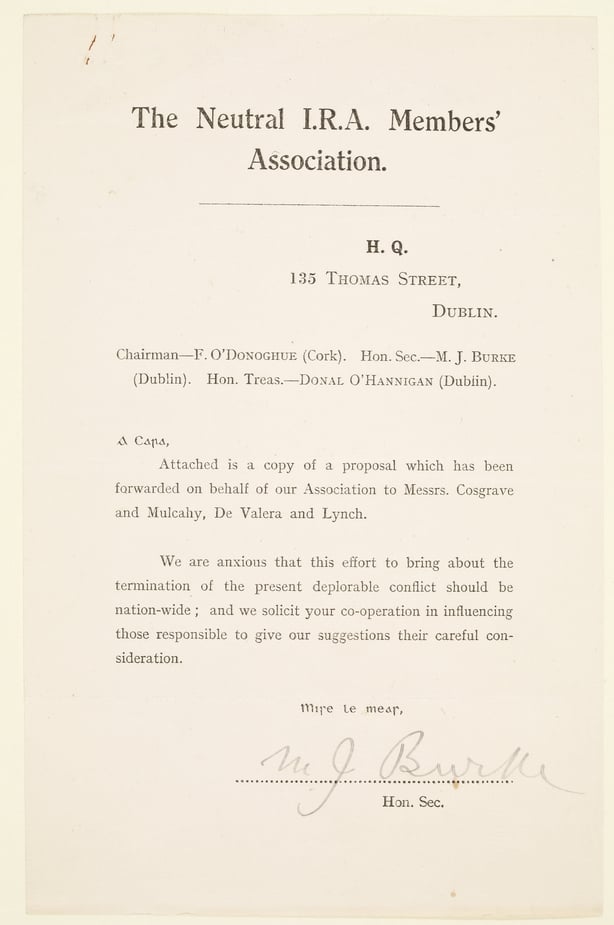 The Neutral I.R.A. Members'
Association.
H. Q.
135 Thomas Street,
Dublin.
Chairman—F. O'Donoghue (Cork). Hon. Sec.—M. J. Burke
(Dublin). Hon. Treas.—Donal O'Hannigan (Dublin).
A Ċara,
Attached is a copy of a proposal which has been
forwarded on behalf of our Association to Messrs. Cosgrave
and Mulcahy, De Valera and Lynch.
We are anxious that this effort to bring about the
termination of the present deplorable conflict should be
nation-wide ; and we solicit your co-operation in influencing
those responsible to give our suggestions their careful con-
sideration.
Mire le mear,
M J Burke
Hon. Sec.